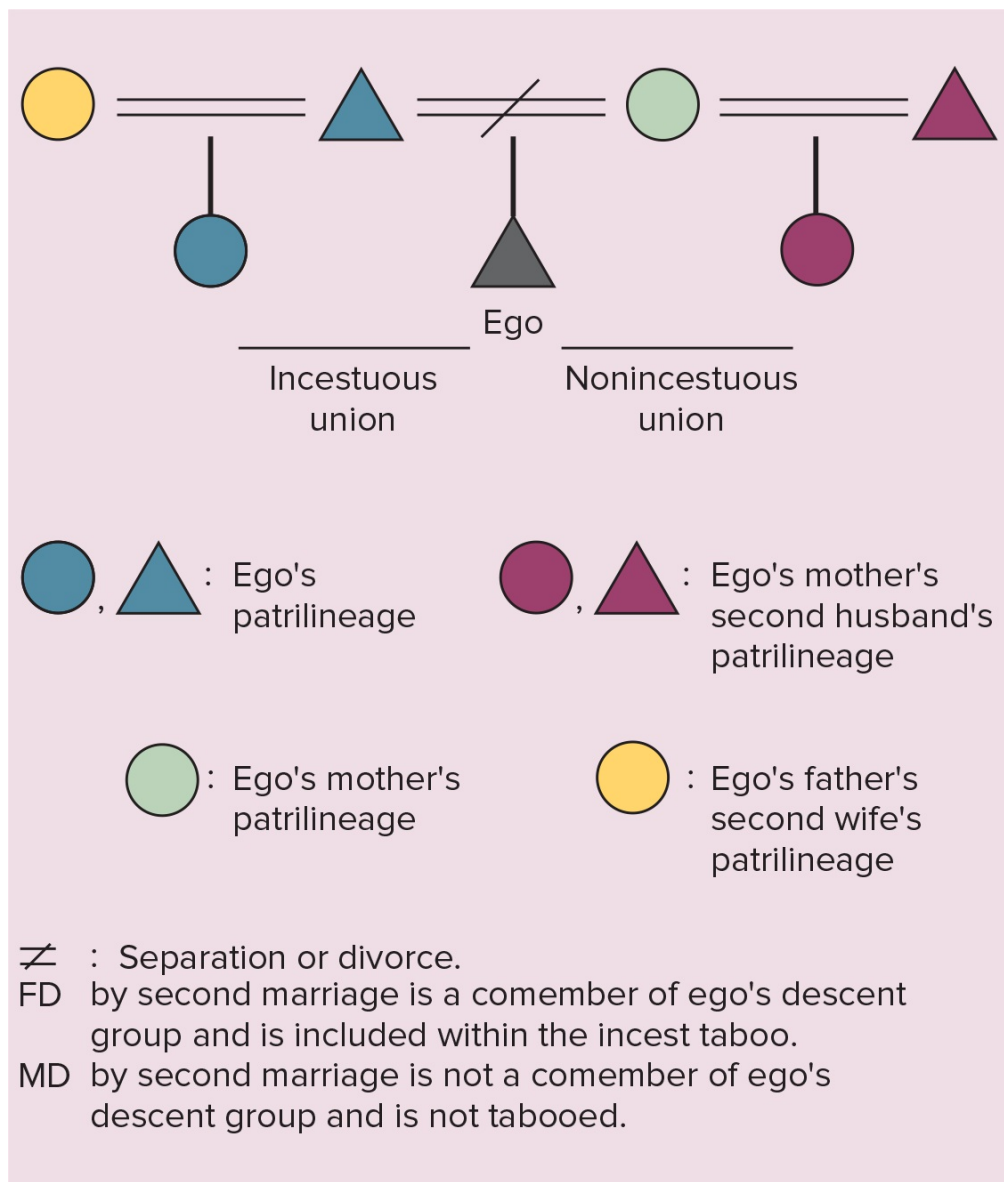 Ego
Incestuous
union
Nonincestuous
union
, : Ego's
patrilineage
, : Ego's mother's
second husband's
patrilineage
: Ego's mother's
patrilineage
: Ego's father's
second wife's
patrilineage
≠ : Separation or divorce.
FD by second marriage is a comember of ego's descent
group and is included within the incest taboo.
MD by second marriage is not a comember of ego's
descent group and is not tabooed.